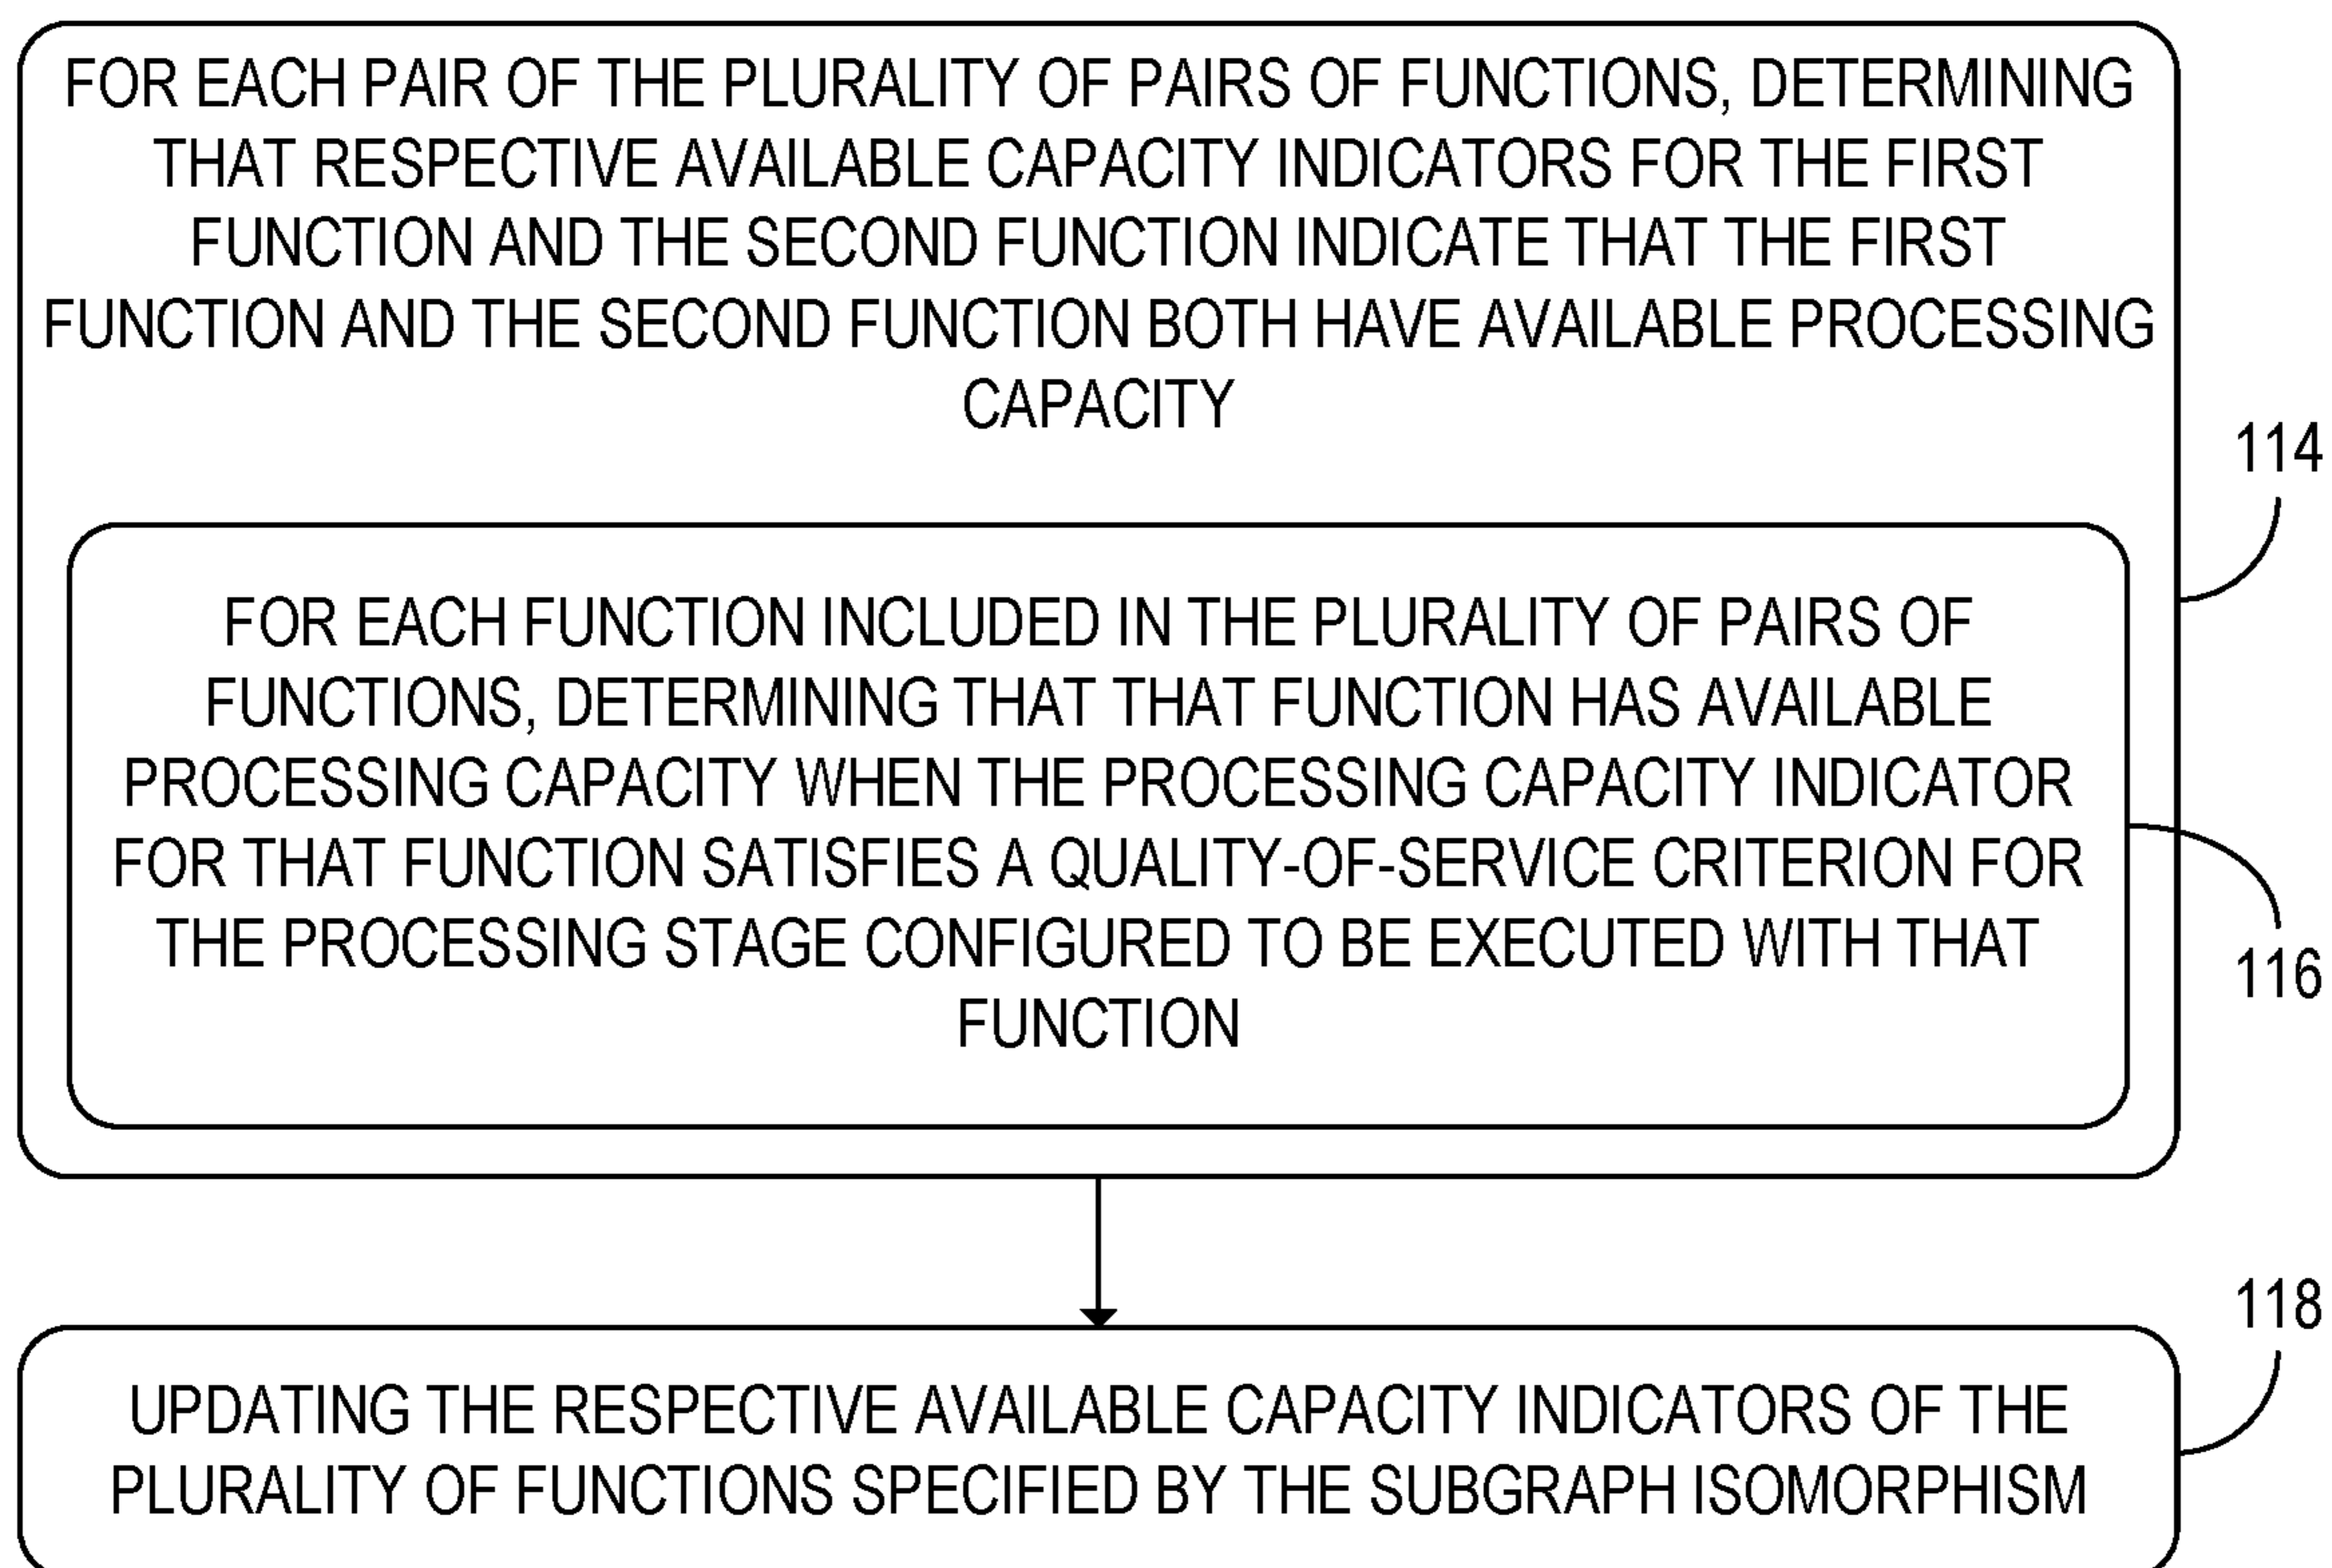 FOR EACH PAIR OF THE PLURALITY OF PAIRS OF FUNCTIONS, DETERMINING
THAT RESPECTIVE AVAILABLE CAPACITY INDICATORS FOR THE FIRST
FUNCTION AND THE SECOND FUNCTION INDICATE THAT THE FIRST
FUNCTION AND THE SECOND FUNCTION BOTH HAVE AVAILABLE PROCESSING
CAPACITY
114
FOR EACH FUNCTION INCLUDED IN THE PLURALITY OF PAIRS OF
FUNCTIONS, DETERMINING THAT THAT FUNCTION HAS AVAILABLE
PROCESSING CAPACITY WHEN THE PROCESSING CAPACITY INDICATOR
FOR THAT FUNCTION SATISFIES A QUALITY-OF-SERVICE CRITERION FOR
THE PROCESSING STAGE CONFIGURED TO BE EXECUTED WITH THAT
FUNCTION
116
118
UPDATING THE RESPECTIVE AVAILABLE CAPACITY INDICATORS OF THE
PLURALITY OF FUNCTIONS SPECIFIED BY THE SUBGRAPH ISOMORPHISM